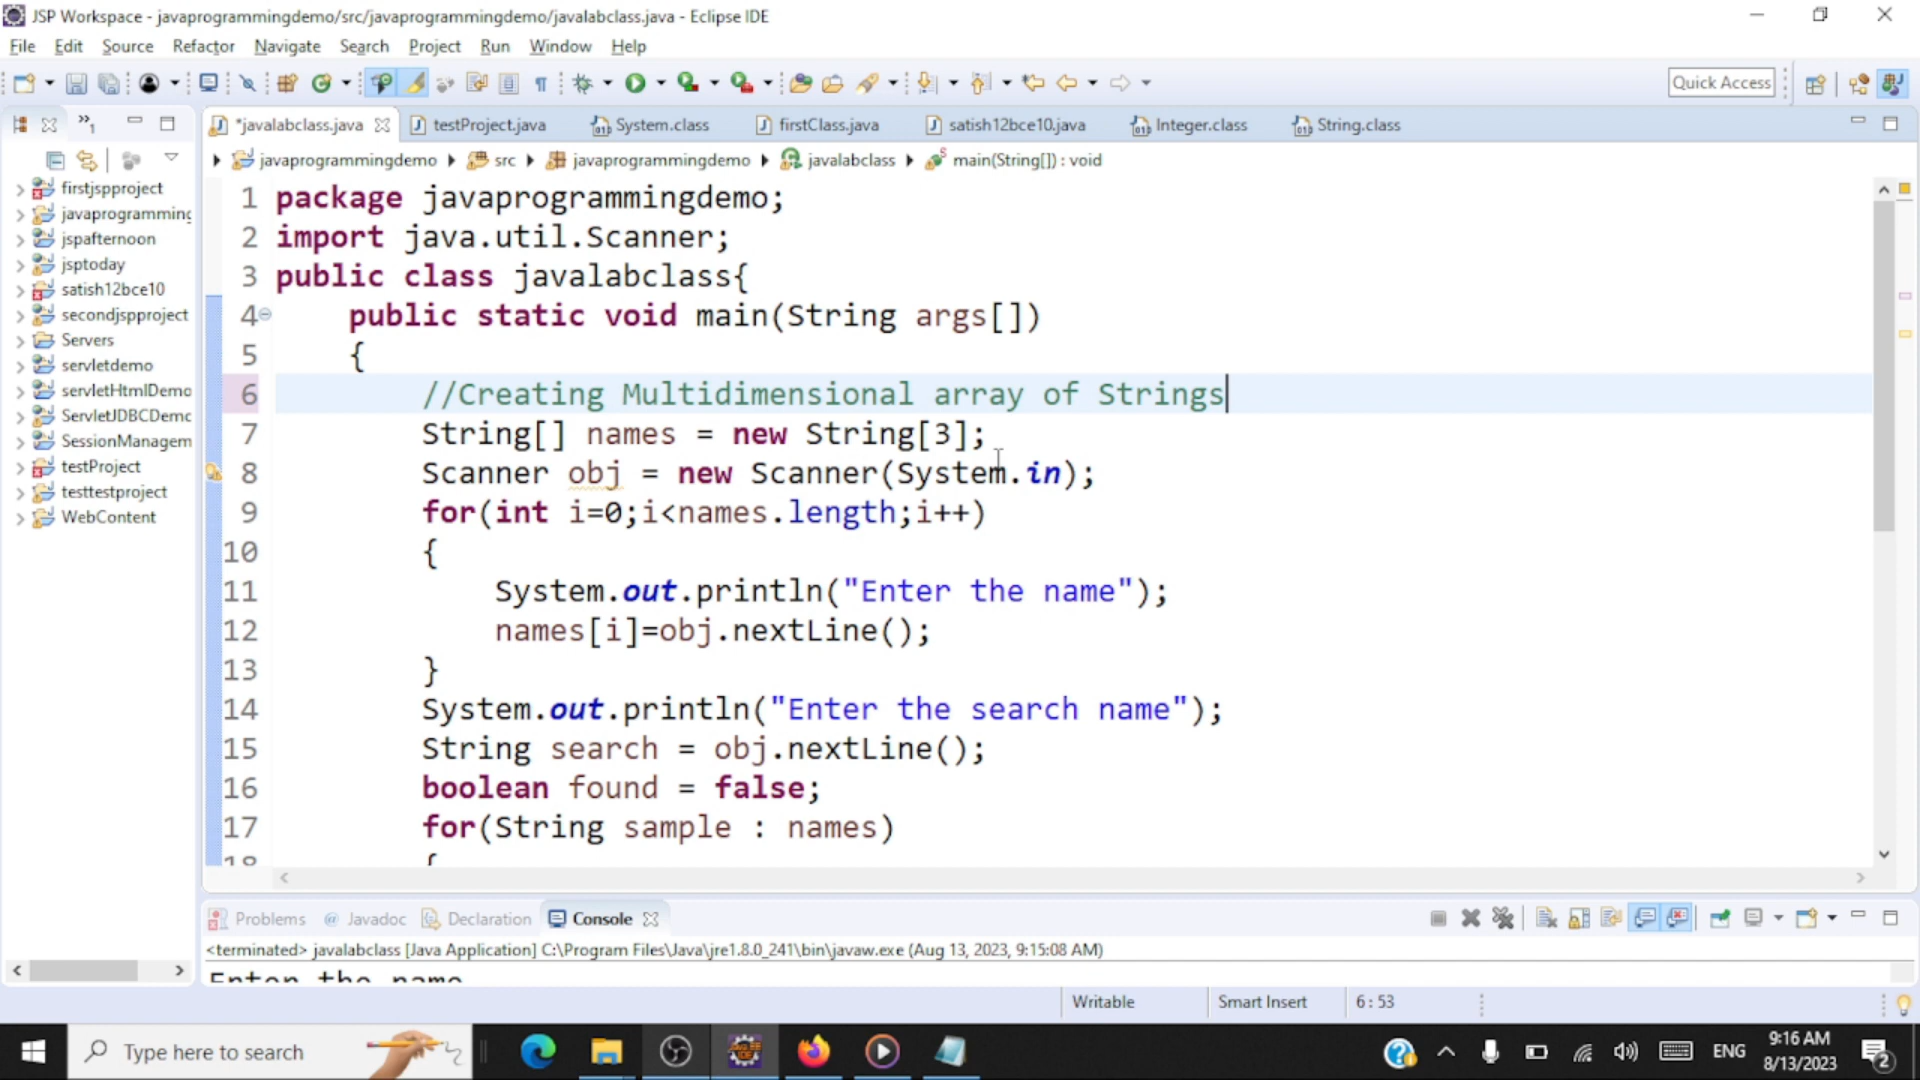 JSP Workspace - javaprogrammingdemo/src/javaprogrammingdemo/javalabclass.java - Eclipse IDE
File Edit Source Refactor Navigate Search Project Run Window Help
Quick Access
*javalabclass.java testProject.java System.class firstClass.java satish12bce10.java Integer.class String.class
javaprogrammingdemo src javaprogrammingdemo javalabclass main(String[]) : void
firstjspproject
javaprogramming
jspafternoon
jsptoday
satish12bce10
secondjspproject
Servers
servletdemo
servletHtmlDemo
ServletJDBCDemo
SessionManagem
testProject
testtestproject
WebContent
1 package javaprogrammingdemo;
2 import java.util.Scanner;
3 public class javalabclass{
4 public static void main(String args[])
5 {
6 //Creating Multidimensional array of Strings
7 String[] names = new String[3];
8 Scanner obj = new Scanner(System.in);
9 for(int i=0;i<names.length;i++)
10 {
11 System.out.println("Enter the name");
12 names[i]=obj.nextLine();
13 }
14 System.out.println("Enter the search name");
15 String search = obj.nextLine();
16 boolean found = false;
17 for(String sample : names)
18 {
Problems @ Javadoc Declaration Console
<terminated> javalabclass [Java Application] C:\Program Files\Java\jre1.8.0_241\bin\javaw.exe (Aug 13, 2023, 9:15:08 AM)
Enter the name
Writable Smart Insert 6 : 53
Type here to search
ENG
9:16 AM
8/13/2023
2